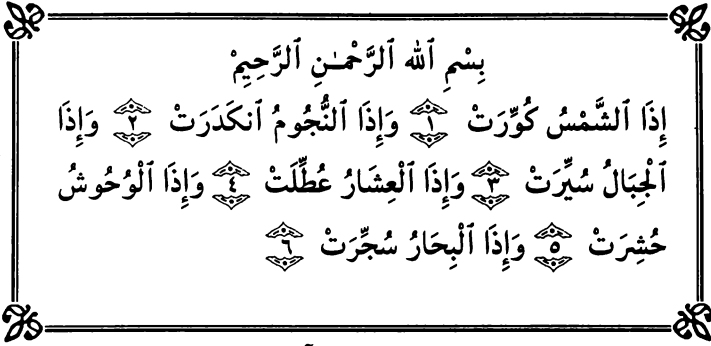 بِسْمِ ٱللهِ ٱلرَّحْمَـٰنِ ٱلرَّحِيمِ
إِذَا ٱلشَّمْسُ كُوِّرَتْ ١ وَإِذَا ٱلنُّجُومُ ٱنكَدَرَتْ ٢ وَإِذَا
ٱلْجِبَالُ سُيِّرَتْ ٣ وَإِذَا ٱلْعِشَارُ عُطِّلَتْ ٤ وَإِذَا ٱلْوُحُوشُ
حُشِرَتْ ٥ وَإِذَا ٱلْبِحَارُ سُجِّرَتْ ٦